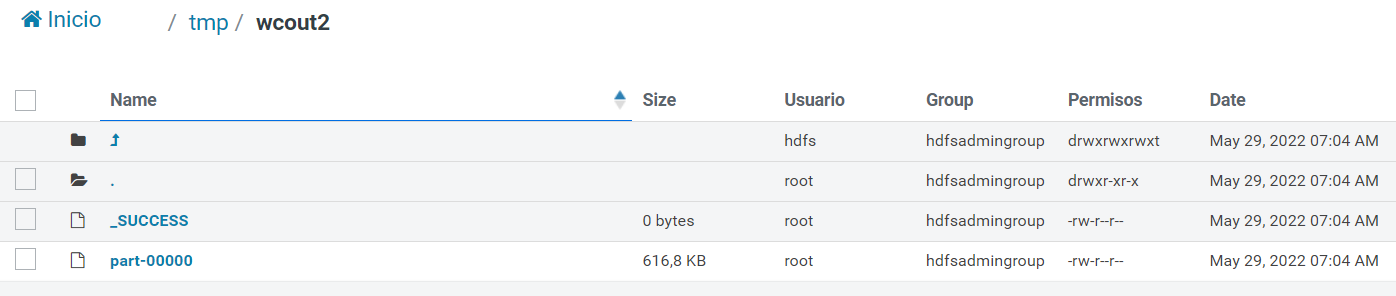 Inicio / tmp / wcout2
Name Size Usuario Group Permisos Date
hdfs hdfsadmingroup drwxrwxrwxt May 29, 2022 07:04 AM
. root hdfsadmingroup drwxr-xr-x May 29, 2022 07:04 AM
_SUCCESS 0 bytes root hdfsadmingroup -rw-r--r-- May 29, 2022 07:04 AM
part-00000 616,8 KB root hdfsadmingroup -rw-r--r-- May 29, 2022 07:04 AM